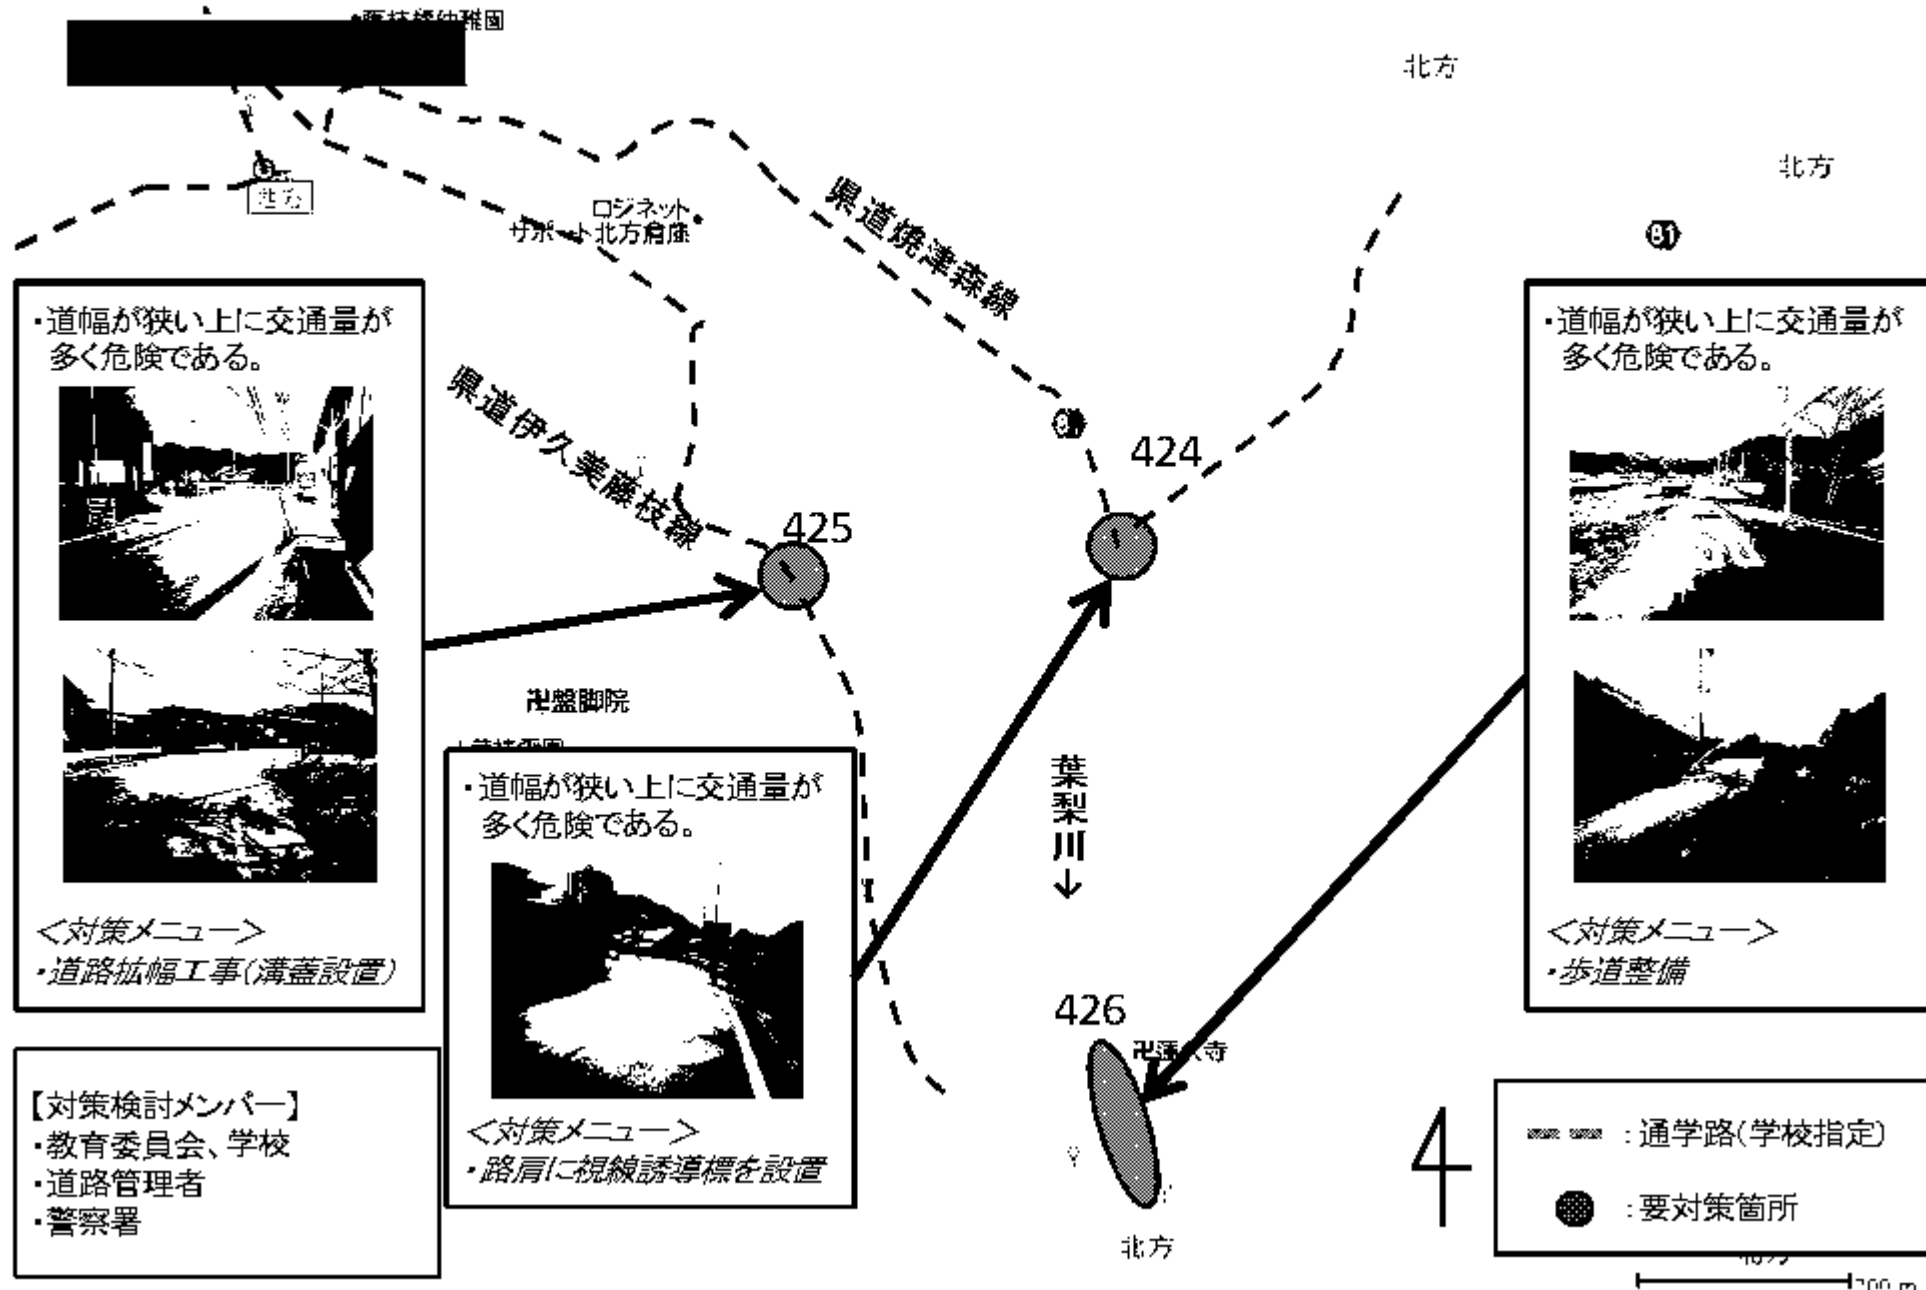 北方
北方
81
ロジネット
サポート北方倉庫
県道焼津森線
・道幅が狭い上に交通量が
多く危険である。
<対策メニュー>
・道路拡幅工事(溝蓋設置)
県道伊久美藤枝線
425
424
・道幅が狭い上に交通量が
多く危険である。
<対策メニュー>
・歩道整備
卍盤脚院
・道幅が狭い上に交通量が
多く危険である。
<対策メニュー>
・路肩に視線誘導標を設置
葉梨川↓
426
北方
【対策検討メンバー】
・教育委員会、学校
・道路管理者
・警察署
:通学路(学校指定)
:要対策箇所